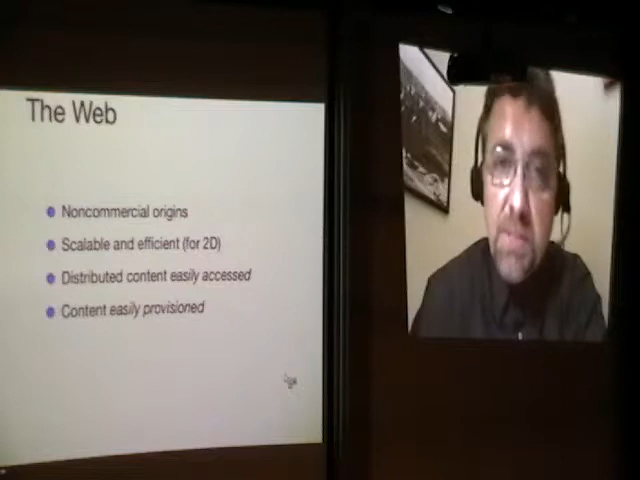 The Web
Noncommercial origins
Scalable and efficient (for 2D)
Distributed content easily accessed
Content easily provisioned